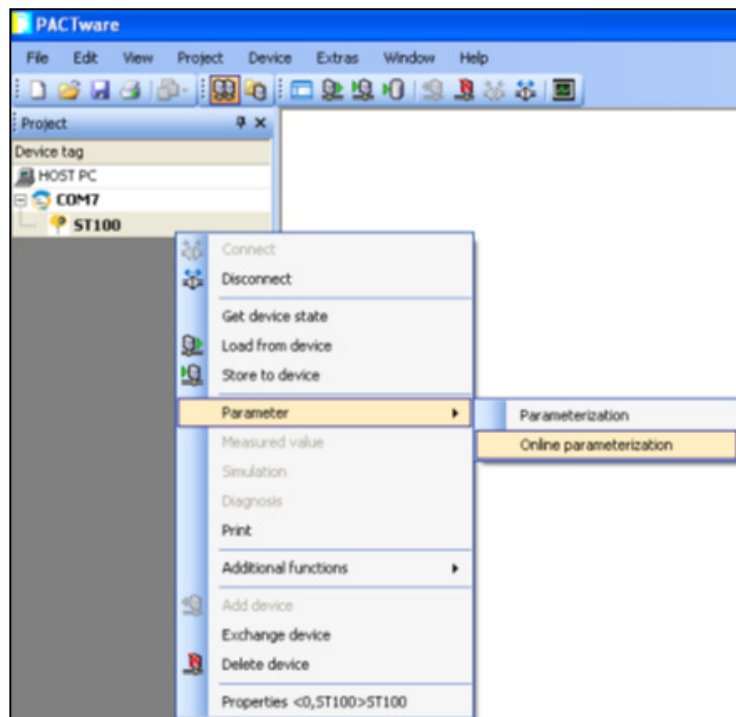 PACTware
File Edit View Project Device Extras Window Help
Project
Device tag
HOST PC
COM7
ST100
Connect
Disconnect
Get device state
Load from device
Store to device
Parameter
Parameterization
Online parameterization
Measured value
Simulation
Diagnosis
Print
Additional functions
Add device
Exchange device
Delete device
Properties <0,ST100>ST100